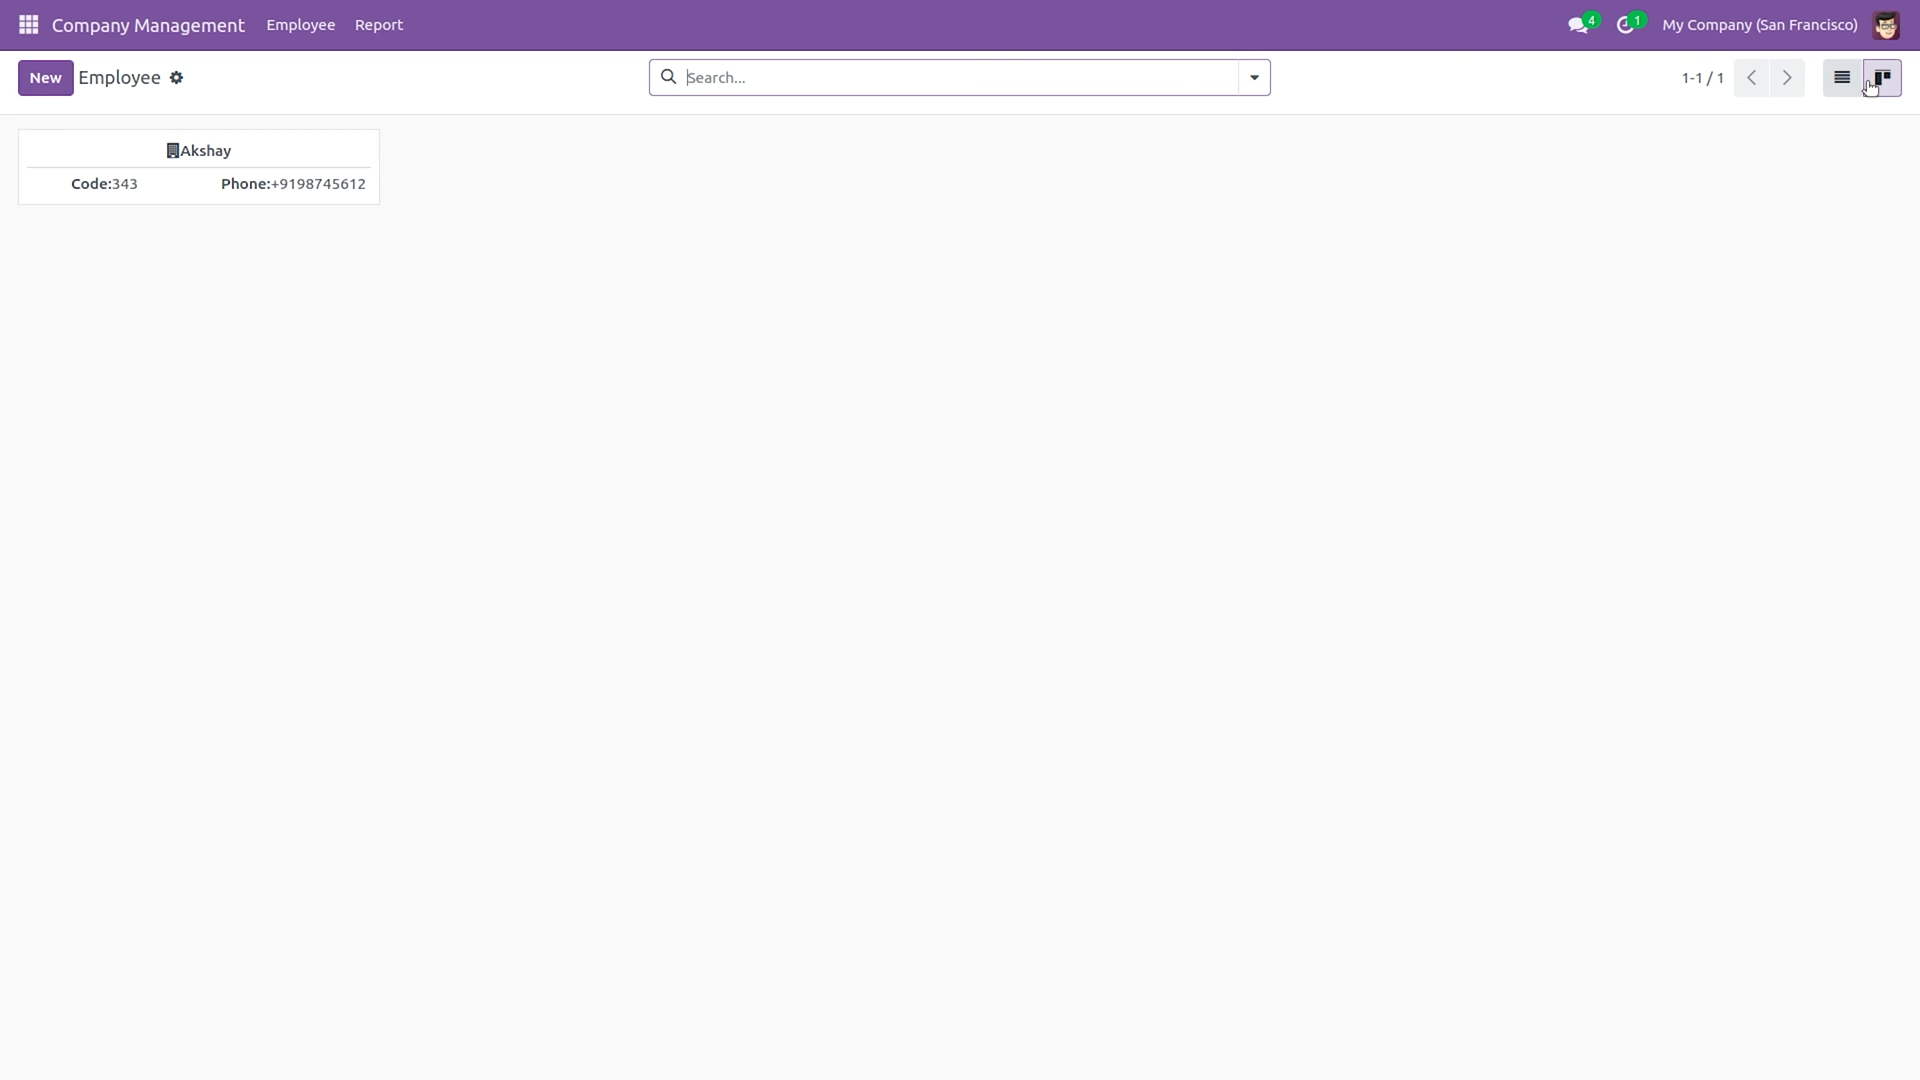 Company Management Employee Report 4 1 My Company (San Francisco)
New Employee Search... 1-1 / 1
Akshay
Code:343 Phone:+9198745612